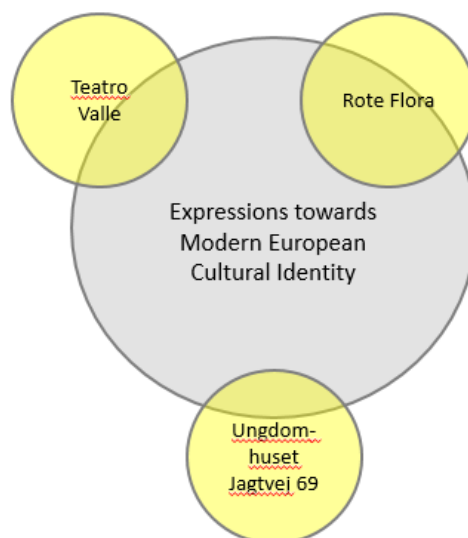 Teatro
Valle
Rote Flora
Expressions towards
Modern European
Cultural Identity
Ungdom-
huset
Jagtvej 69